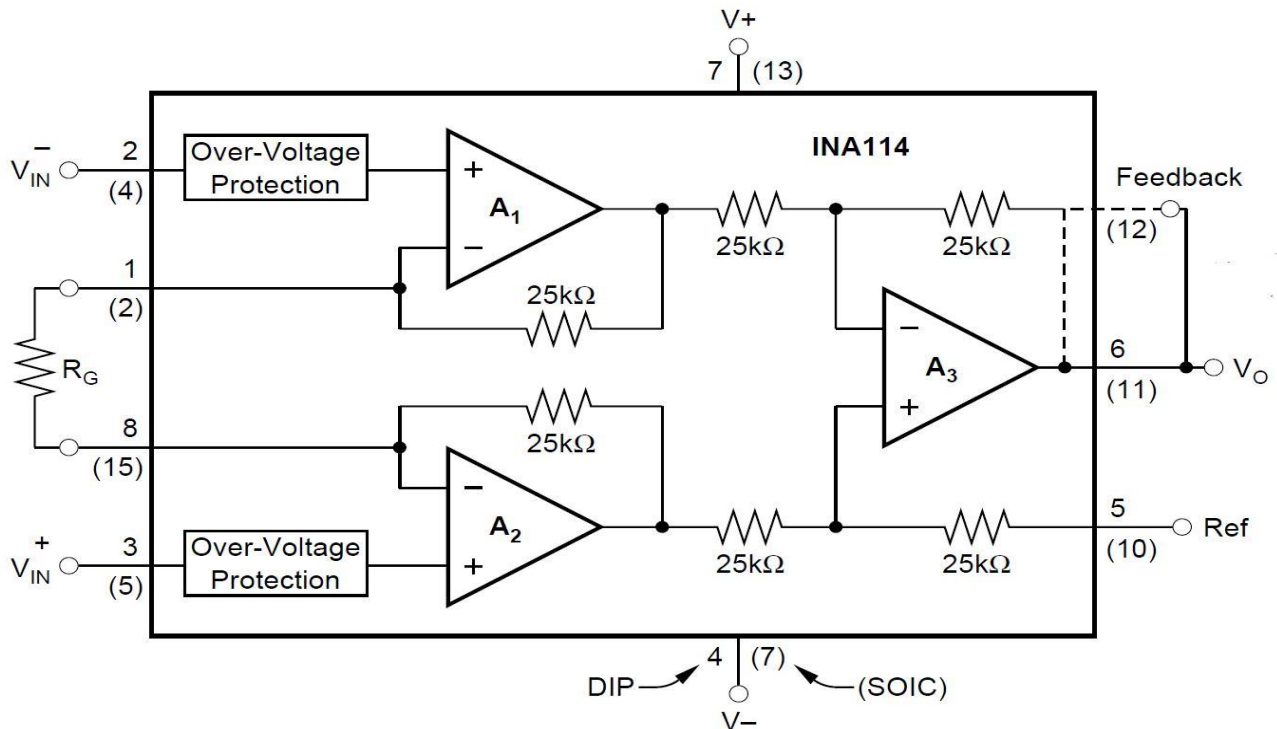 V+
7 (13)
V–IN
2
(4)
Over-Voltage
Protection
+
A1
–
INA114
Feedback
(12)
25kΩ
25kΩ
1
(2)
25kΩ
RG
–
A3
+
6
(11)
VO
8
(15)
25kΩ
–
A2
+
V+IN
3
(5)
Over-Voltage
Protection
25kΩ
25kΩ
5
(10)
Ref
4 (7)
DIP
(SOIC)
V–